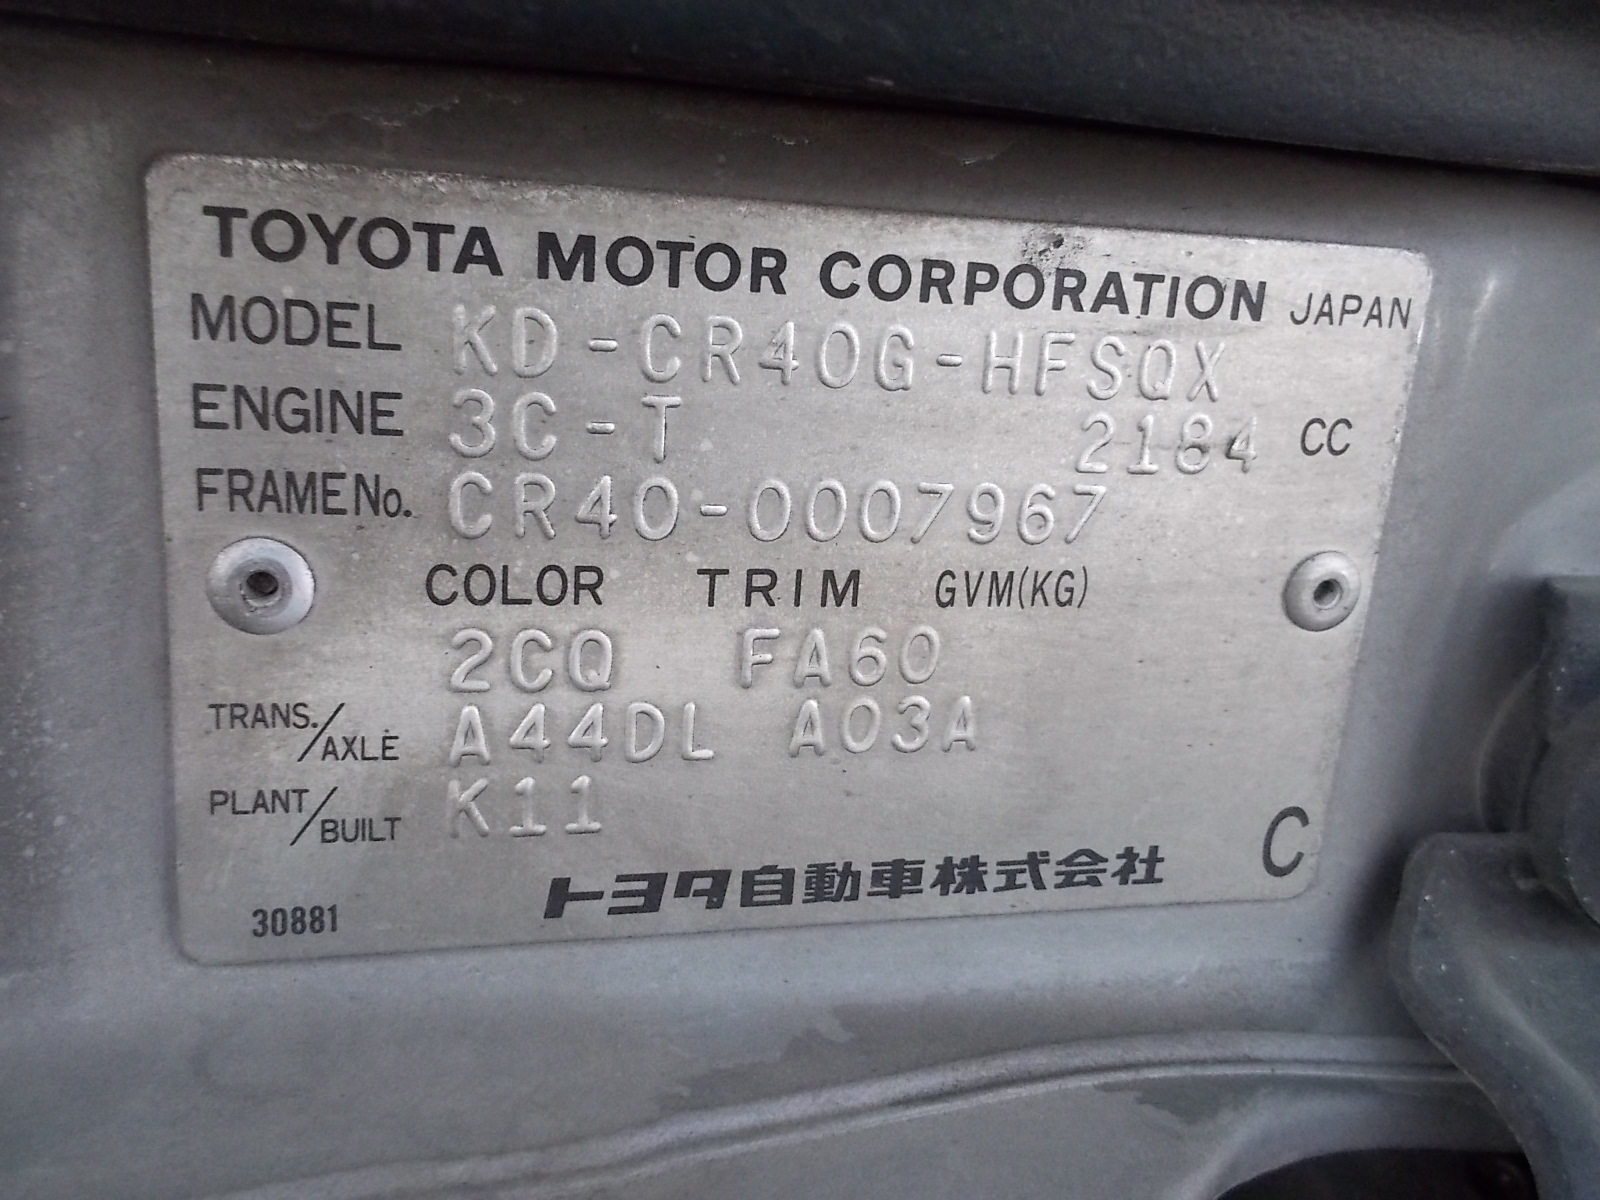 TOYOTA MOTOR CORPORATION JAPAN
MODEL KD-CR40G-HFSQX
ENGINE 3C-T 2184 CC
FRAME No. CR40-0007967
COLOR TRIM GVM(KG)
2CQ FA60
TRANS./AXLE A44DL A03A
PLANT/BUILT K11
トヨタ自動車株式会社 C
30881